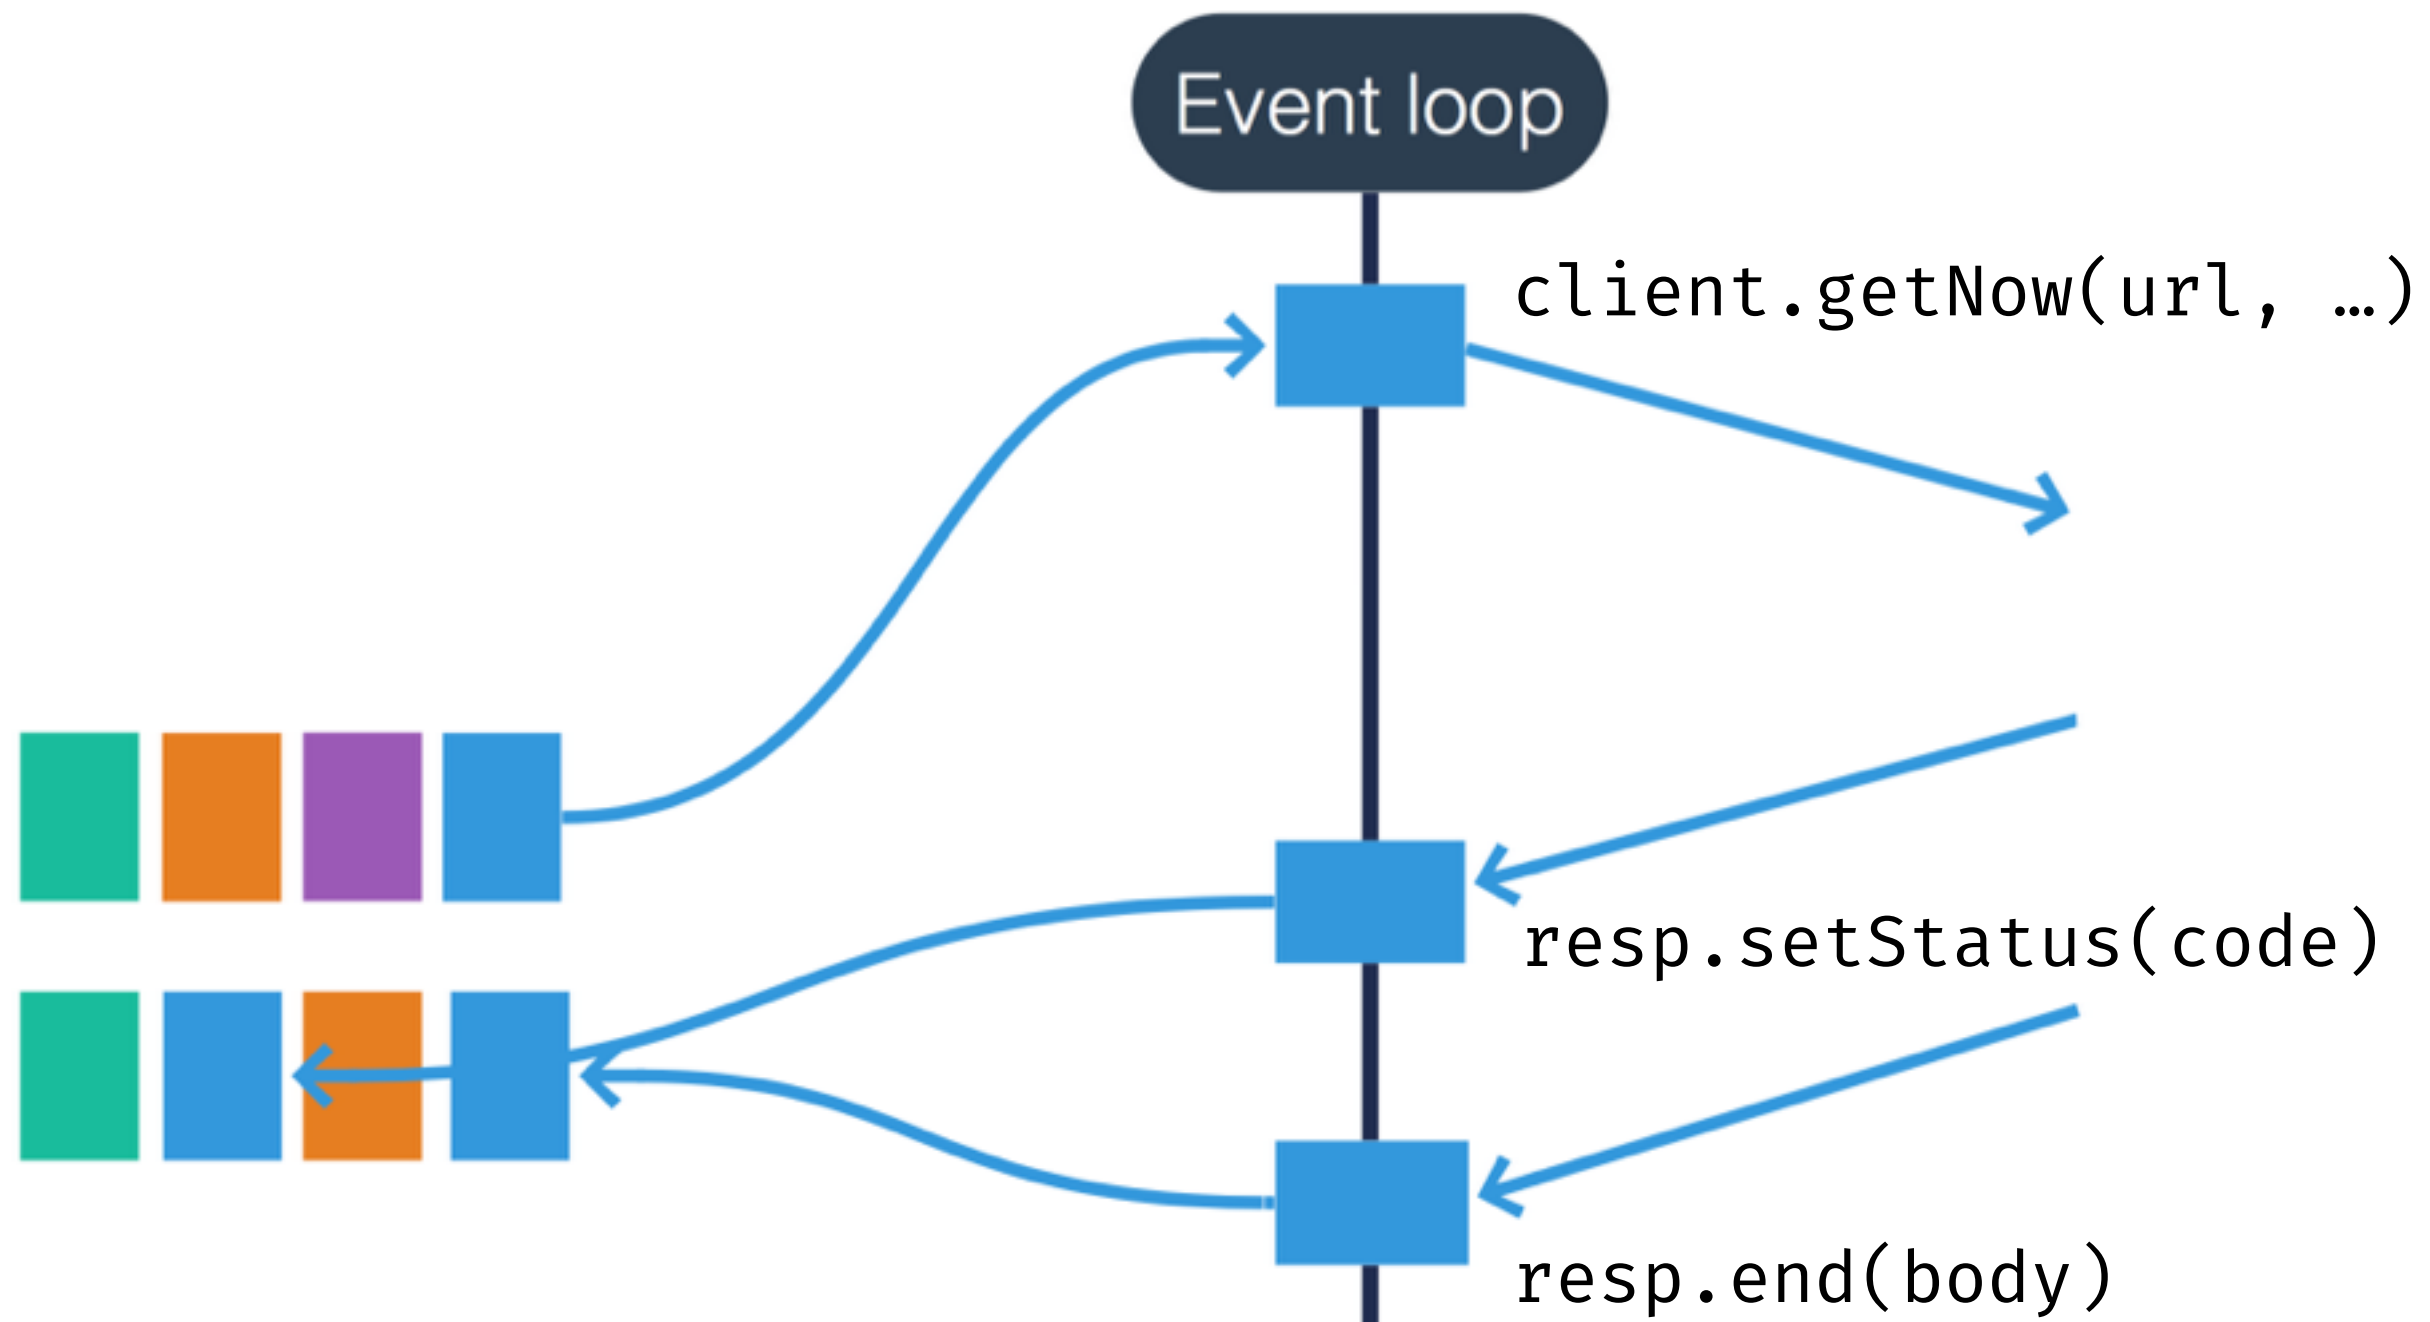 Event loop
client.getNow(url, …)
resp.setStatus(code)
resp.end(body)